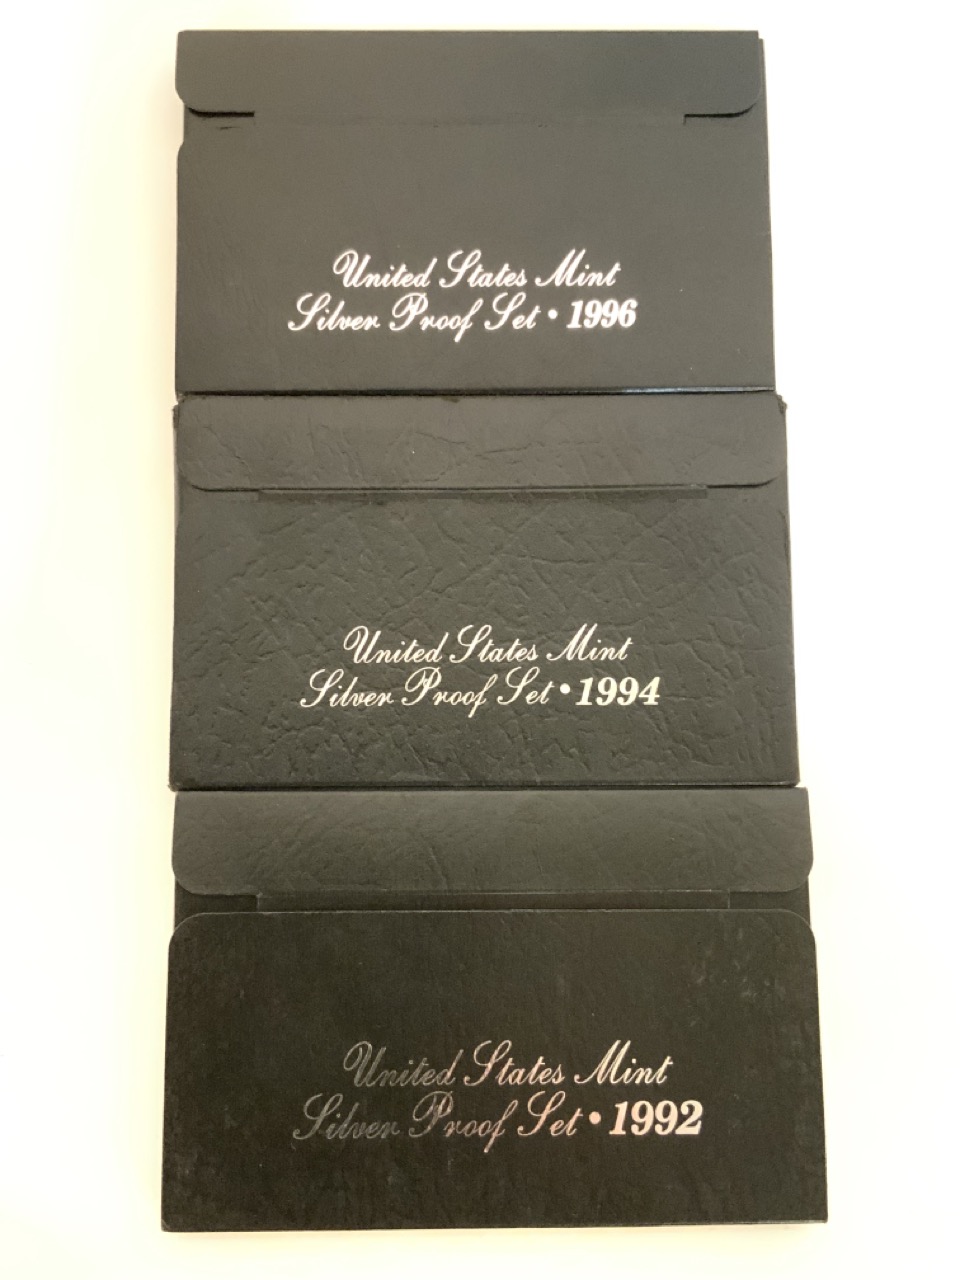 United States Mint
Silver Proof Set • 1996
United States Mint
Silver Proof Set • 1994
United States Mint
Silver Proof Set • 1992